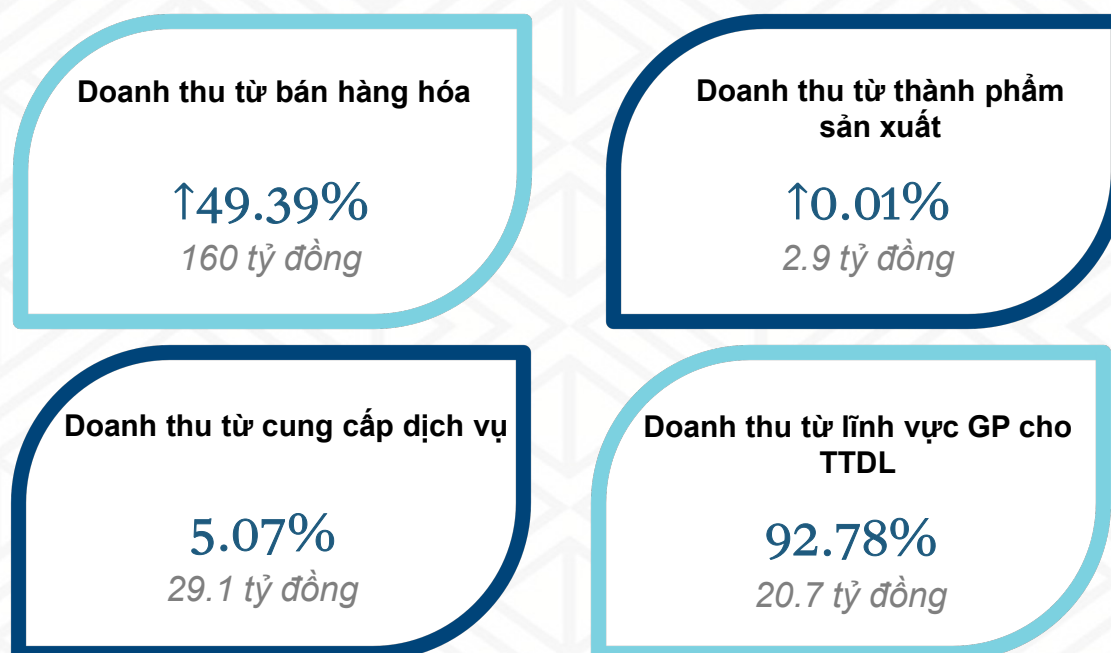 Doanh thu từ bán hàng hóa
↑49.39%
160 tỷ đồng
Doanh thu từ thành phẩm
sản xuất
↑0.01%
2.9 tỷ đồng
Doanh thu từ cung cấp dịch vụ
5.07%
29.1 tỷ đồng
Doanh thu từ lĩnh vực GP cho
TTDL
92.78%
20.7 tỷ đồng